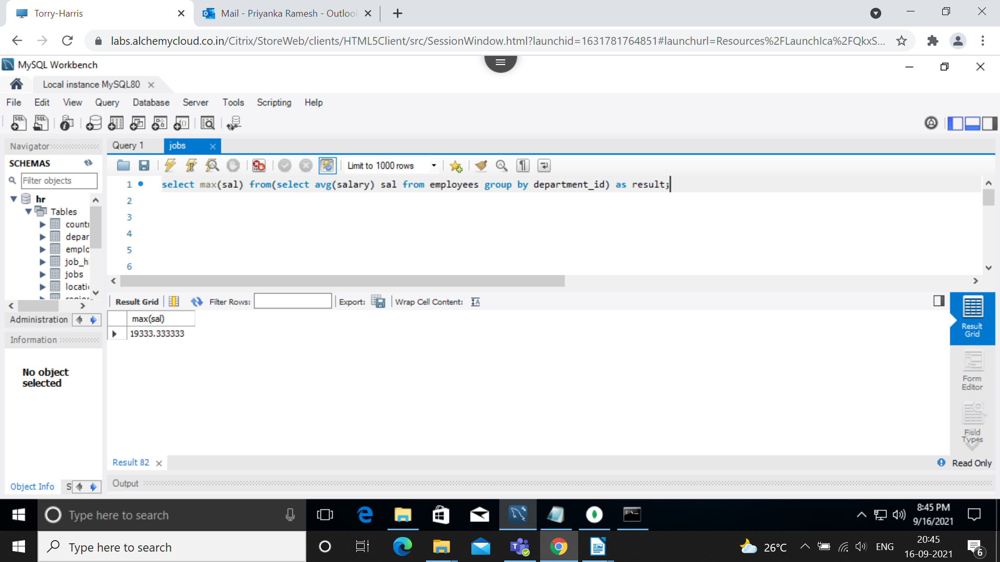 Torry-Harris
Mail - Priyanka Ramesh - Outloo
labs.alchemycloud.co.in/Citrix/StoreWeb/clients/HTML5Client/src/SessionWindow.html?launchid=1631781764851#launchurl=Resources%2FLaunchIca%2FQkxS...
MySQL Workbench
Local instance MySQL80
File Edit View Query Database Server Tools Scripting Help
Navigator
Query 1
jobs
SCHEMAS
Limit to 1000 rows
Filter objects
1 select max(sal) from(select avg(salary) sal from employees group by department_id) as result;
2
3
4
5
6
hr
Tables
countr
depar
emplo
job_hi
jobs
locati
region
Result Grid Filter Rows: Export: Wrap Cell Content:
Administration
max(sal)
19333.333333
Information
No object
selected
Result
Grid
Form
Editor
Field
Types
Result 82
Read Only
Object Info S
Output
Type here to search
8:45 PM
9/16/2021
Type here to search
26°C
ENG
20:45
16-09-2021
6